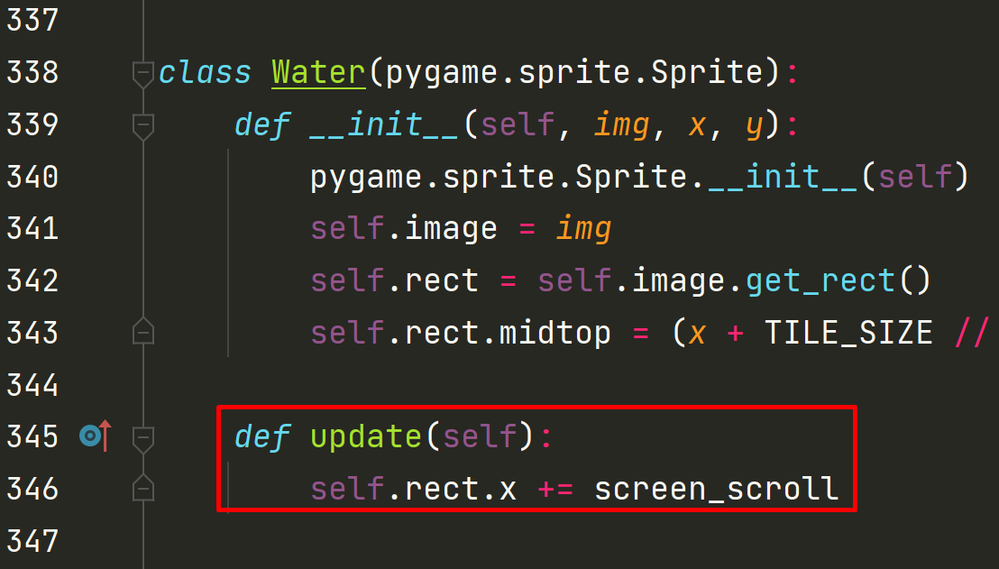 337
338 class Water(pygame.sprite.Sprite):
339     def __init__(self, img, x, y):
340         pygame.sprite.Sprite.__init__(self)
341         self.image = img
342         self.rect = self.image.get_rect()
343         self.rect.midtop = (x + TILE_SIZE //
344
345     def update(self):
346         self.rect.x += screen_scroll
347